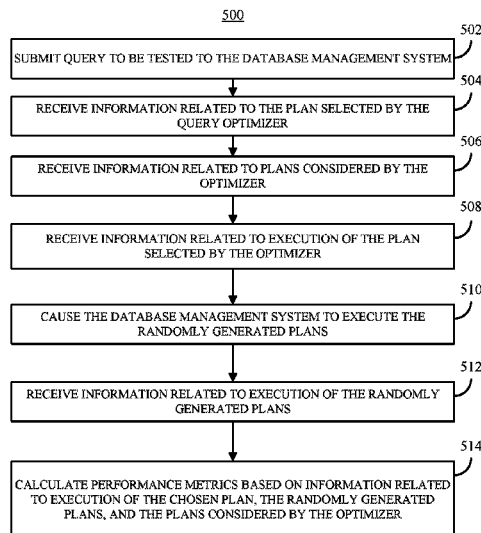 500
502
SUBMIT QUERY TO BE TESTED TO THE DATABASE MANAGEMENT SYSTEM
504
RECEIVE INFORMATION RELATED TO THE PLAN SELECTED BY THE
QUERY OPTIMIZER
506
RECEIVE INFORMATION RELATED TO PLANS CONSIDERED BY THE
OPTIMIZER
508
RECEIVE INFORMATION RELATED TO EXECUTION OF THE PLAN
SELECTED BY THE OPTIMIZER
510
CAUSE THE DATABASE MANAGEMENT SYSTEM TO EXECUTE THE
RANDOMLY GENERATED PLANS
512
RECEIVE INFORMATION RELATED TO EXECUTION OF THE RANDOMLY
GENERATED PLANS
514
CALCULATE PERFORMANCE METRICS BASED ON INFORMATION RELATED
TO EXECUTION OF THE CHOSEN PLAN, THE RANDOMLY GENERATED
PLANS, AND THE PLANS CONSIDERED BY THE OPTIMIZER